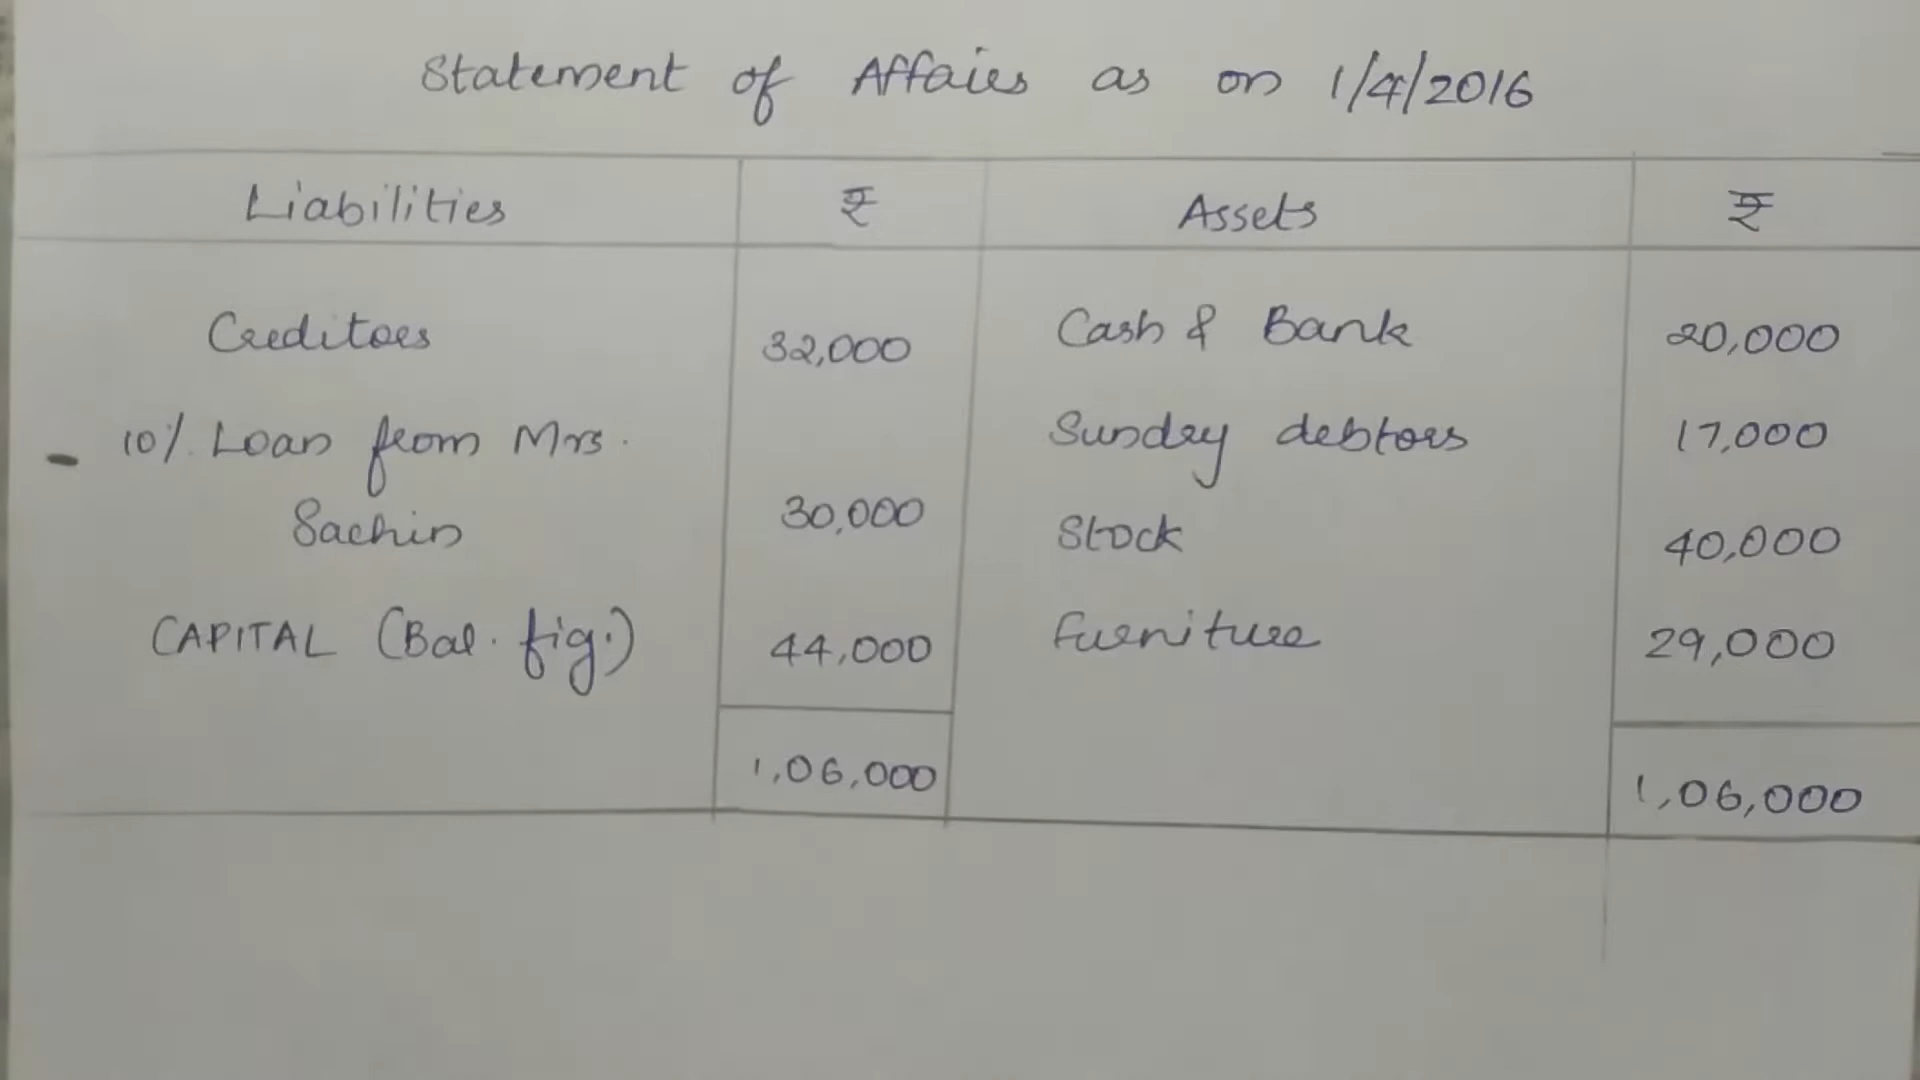 Statement of Affairs as on 1/4/2016
Liabilities ₹ Assets ₹
Creditors 32,000 Cash & Bank 20,000
10% Loan from Mrs. Sundry debtors 17,000
Sachin 30,000 Stock 40,000
CAPITAL (Bal. fig.) 44,000 Furniture 29,000
1,06,000 1,06,000